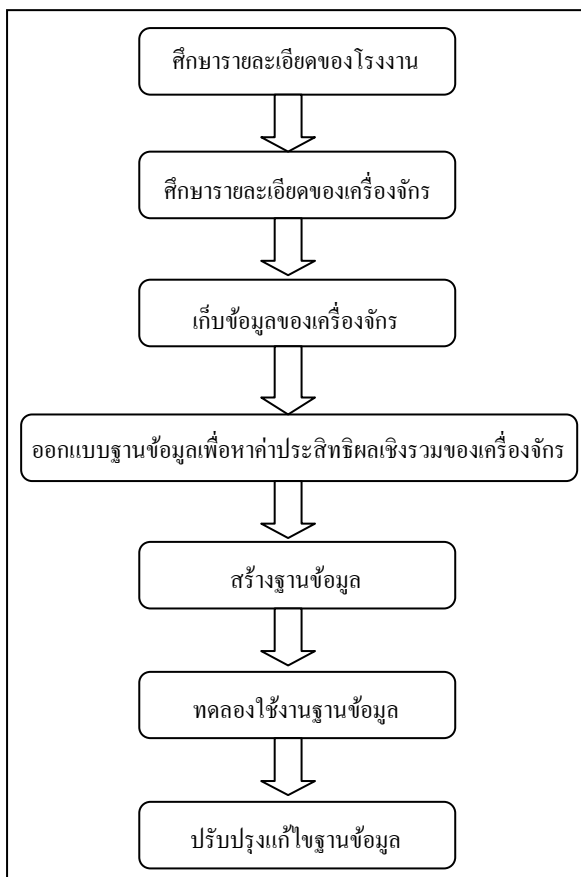 ศึกษารายละเอียดของโรงงาน
ศึกษารายละเอียดของเครื่องจักร
เก็บข้อมูลของเครื่องจักร
ออกแบบฐานข้อมูลเพื่อหาค่าประสิทธิผลเชิงรวมของเครื่องจักร
สร้างฐานข้อมูล
ทดลองใช้งานฐานข้อมูล
ปรับปรุงแก้ไขฐานข้อมูล